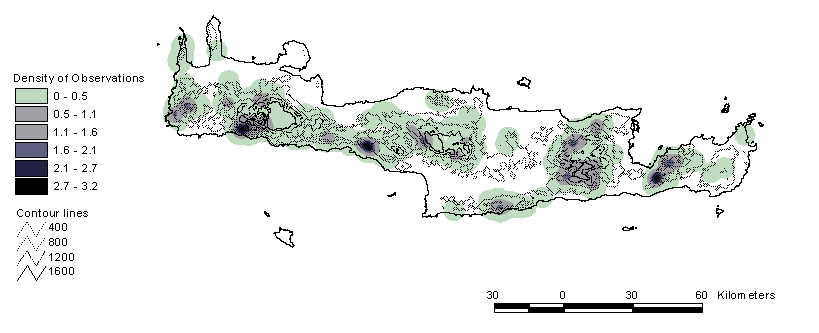 Density of Observations
0 - 0.5
0.5 - 1.1
1.1 - 1.6
1.6 - 2.1
2.1 - 2.7
2.7 - 3.2
Contour lines
400
800
1200
1600
30 0 30 60 Kilometers